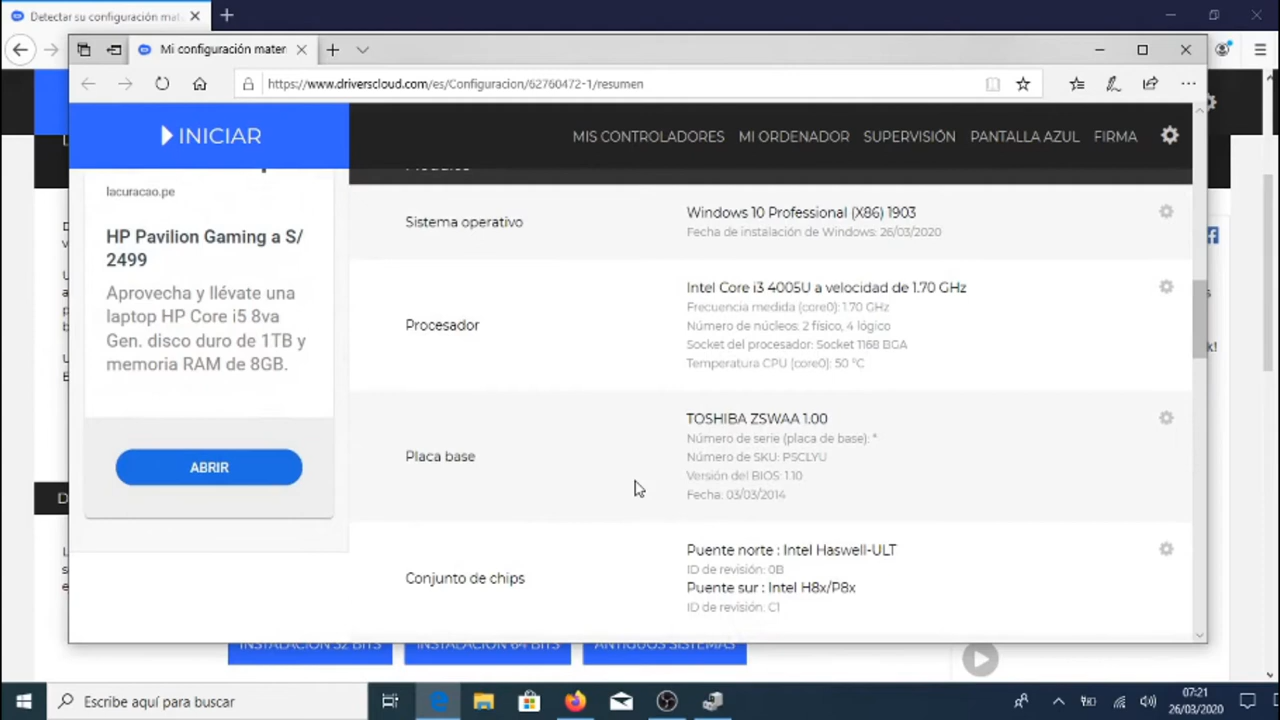 Detectar su configuración mat
Mi configuración mater
https://www.driverscloud.com/es/Configuracion/62760472-1/resumen
INICIAR
MIS CONTROLADORES MI ORDENADOR SUPERVISIÓN PANTALLA AZUL FIRMA
lacuracao.pe
HP Pavilion Gaming a S/
2499
Aprovecha y llévate una
laptop HP Core i5 8va
Gen. disco duro de 1TB y
memoria RAM de 8GB.
ABRIR
Sistema operativo
Windows 10 Professional (X86) 1903
Fecha de instalación de Windows: 26/03/2020
Procesador
Intel Core i3 4005U a velocidad de 1.70 GHz
Frecuencia medida (core0): 1.70 GHz
Número de núcleos: 2 físico, 4 lógico
Socket del procesador: Socket 1168 BGA
Temperatura CPU (core0): 50 °C
Placa base
TOSHIBA ZSWAA 1.00
Número de serie (placa de base): *
Número de SKU: PSCLYU
Versión del BIOS: 1.10
Fecha: 03/03/2014
Conjunto de chips
Puente norte : Intel Haswell-ULT
ID de revisión: 0B
Puente sur : Intel H8x/P8x
ID de revisión: C1
INSTALACIÓN 32 BITS INSTALACIÓN 64 BITS ANTIGUOS SISTEMAS
Escribe aquí para buscar
07:21
26/03/2020